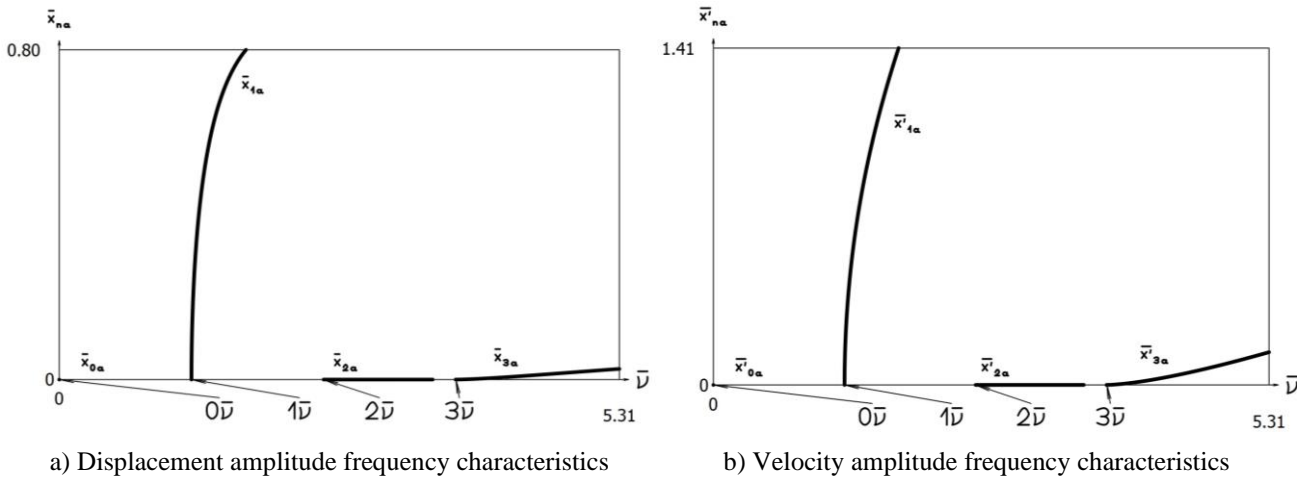 x̄ₙₐ
0.80
x̄₁ₐ
x̄₀ₐ
x̄₂ₐ
x̄₃ₐ
0
ν̄
0
0ν̄
1ν̄
2ν̄
3ν̄
5.31
a) Displacement amplitude frequency characteristics
x̄'ₙₐ
1.41
x̄'₁ₐ
x̄'₀ₐ
x̄'₂ₐ
x̄'₃ₐ
0
ν̄
0
0ν̄
1ν̄
2ν̄
3ν̄
5.31
b) Velocity amplitude frequency characteristics